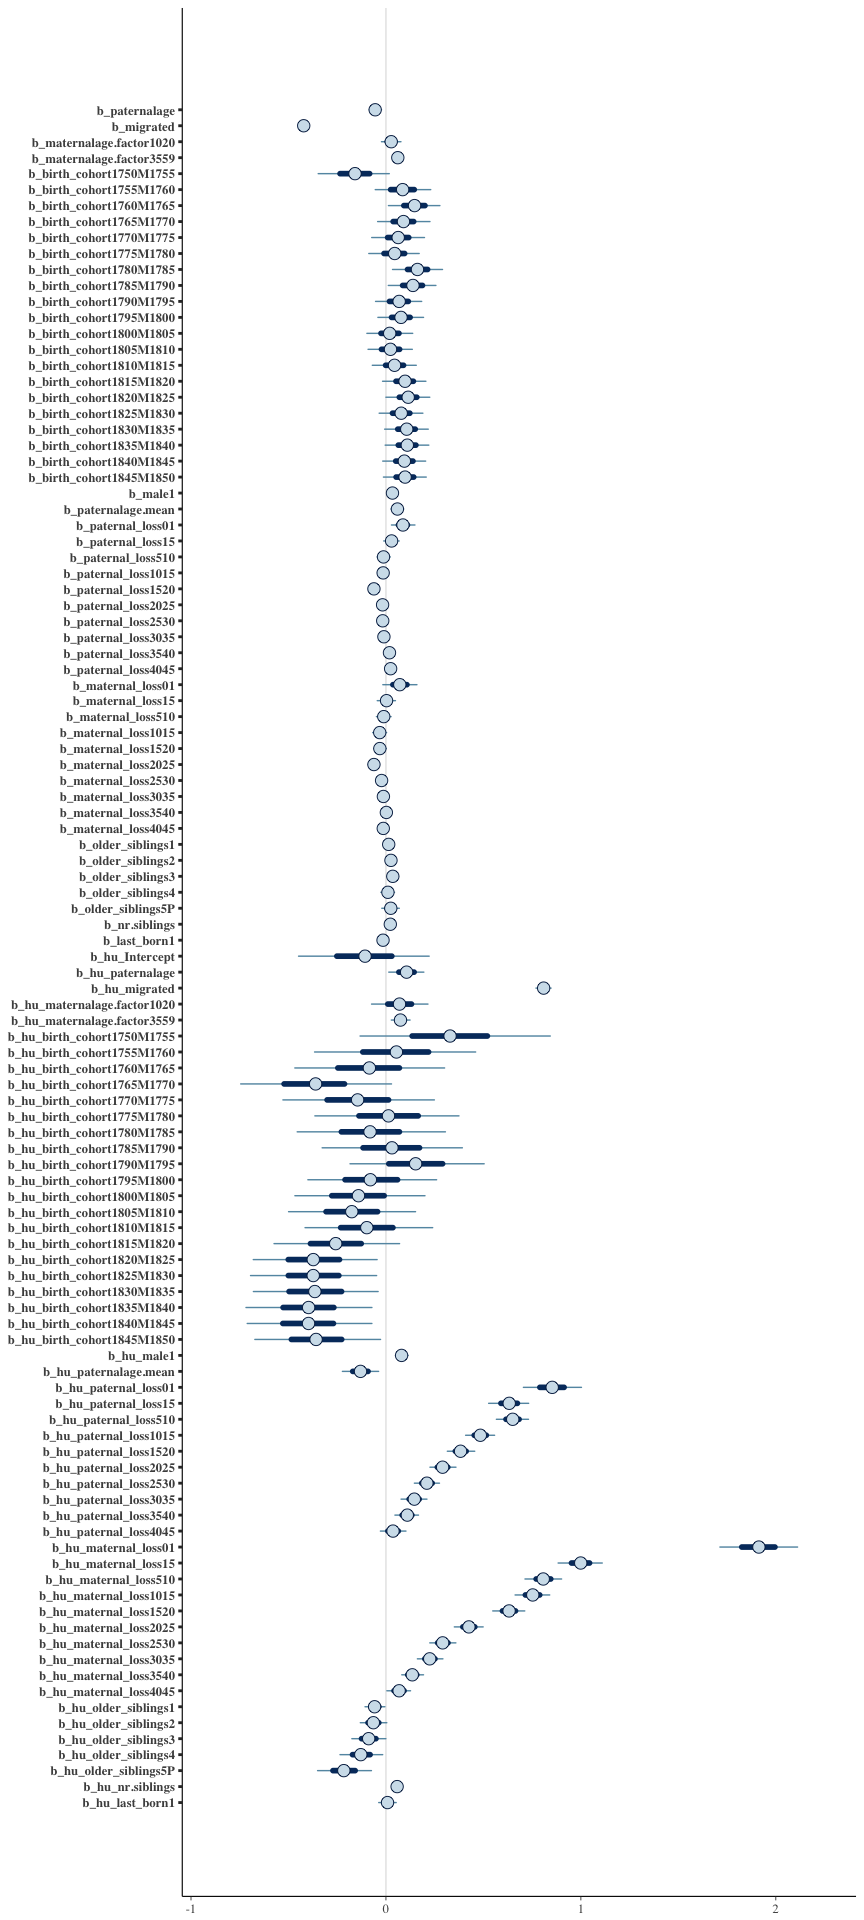 b_paternalage
b_migrated
b_maternalage.factor1020
b_maternalage.factor3559
b_birth_cohort1750M1755
b_birth_cohort1755M1760
b_birth_cohort1760M1765
b_birth_cohort1765M1770
b_birth_cohort1770M1775
b_birth_cohort1775M1780
b_birth_cohort1780M1785
b_birth_cohort1785M1790
b_birth_cohort1790M1795
b_birth_cohort1795M1800
b_birth_cohort1800M1805
b_birth_cohort1805M1810
b_birth_cohort1810M1815
b_birth_cohort1815M1820
b_birth_cohort1820M1825
b_birth_cohort1825M1830
b_birth_cohort1830M1835
b_birth_cohort1835M1840
b_birth_cohort1840M1845
b_birth_cohort1845M1850
b_male1
b_paternalage.mean
b_paternal_loss01
b_paternal_loss15
b_paternal_loss510
b_paternal_loss1015
b_paternal_loss1520
b_paternal_loss2025
b_paternal_loss2530
b_paternal_loss3035
b_paternal_loss3540
b_paternal_loss4045
b_maternal_loss01
b_maternal_loss15
b_maternal_loss510
b_maternal_loss1015
b_maternal_loss1520
b_maternal_loss2025
b_maternal_loss2530
b_maternal_loss3035
b_maternal_loss3540
b_maternal_loss4045
b_older_siblings1
b_older_siblings2
b_older_siblings3
b_older_siblings4
b_older_siblings5P
b_nr.siblings
b_last_born1
b_hu_Intercept
b_hu_paternalage
b_hu_migrated
b_hu_maternalage.factor1020
b_hu_maternalage.factor3559
b_hu_birth_cohort1750M1755
b_hu_birth_cohort1755M1760
b_hu_birth_cohort1760M1765
b_hu_birth_cohort1765M1770
b_hu_birth_cohort1770M1775
b_hu_birth_cohort1775M1780
b_hu_birth_cohort1780M1785
b_hu_birth_cohort1785M1790
b_hu_birth_cohort1790M1795
b_hu_birth_cohort1795M1800
b_hu_birth_cohort1800M1805
b_hu_birth_cohort1805M1810
b_hu_birth_cohort1810M1815
b_hu_birth_cohort1815M1820
b_hu_birth_cohort1820M1825
b_hu_birth_cohort1825M1830
b_hu_birth_cohort1830M1835
b_hu_birth_cohort1835M1840
b_hu_birth_cohort1840M1845
b_hu_birth_cohort1845M1850
b_hu_male1
b_hu_paternalage.mean
b_hu_paternal_loss01
b_hu_paternal_loss15
b_hu_paternal_loss510
b_hu_paternal_loss1015
b_hu_paternal_loss1520
b_hu_paternal_loss2025
b_hu_paternal_loss2530
b_hu_paternal_loss3035
b_hu_paternal_loss3540
b_hu_paternal_loss4045
b_hu_maternal_loss01
b_hu_maternal_loss15
b_hu_maternal_loss510
b_hu_maternal_loss1015
b_hu_maternal_loss1520
b_hu_maternal_loss2025
b_hu_maternal_loss2530
b_hu_maternal_loss3035
b_hu_maternal_loss3540
b_hu_maternal_loss4045
b_hu_older_siblings1
b_hu_older_siblings2
b_hu_older_siblings3
b_hu_older_siblings4
b_hu_older_siblings5P
b_hu_nr.siblings
b_hu_last_born1
-1 0 1 2